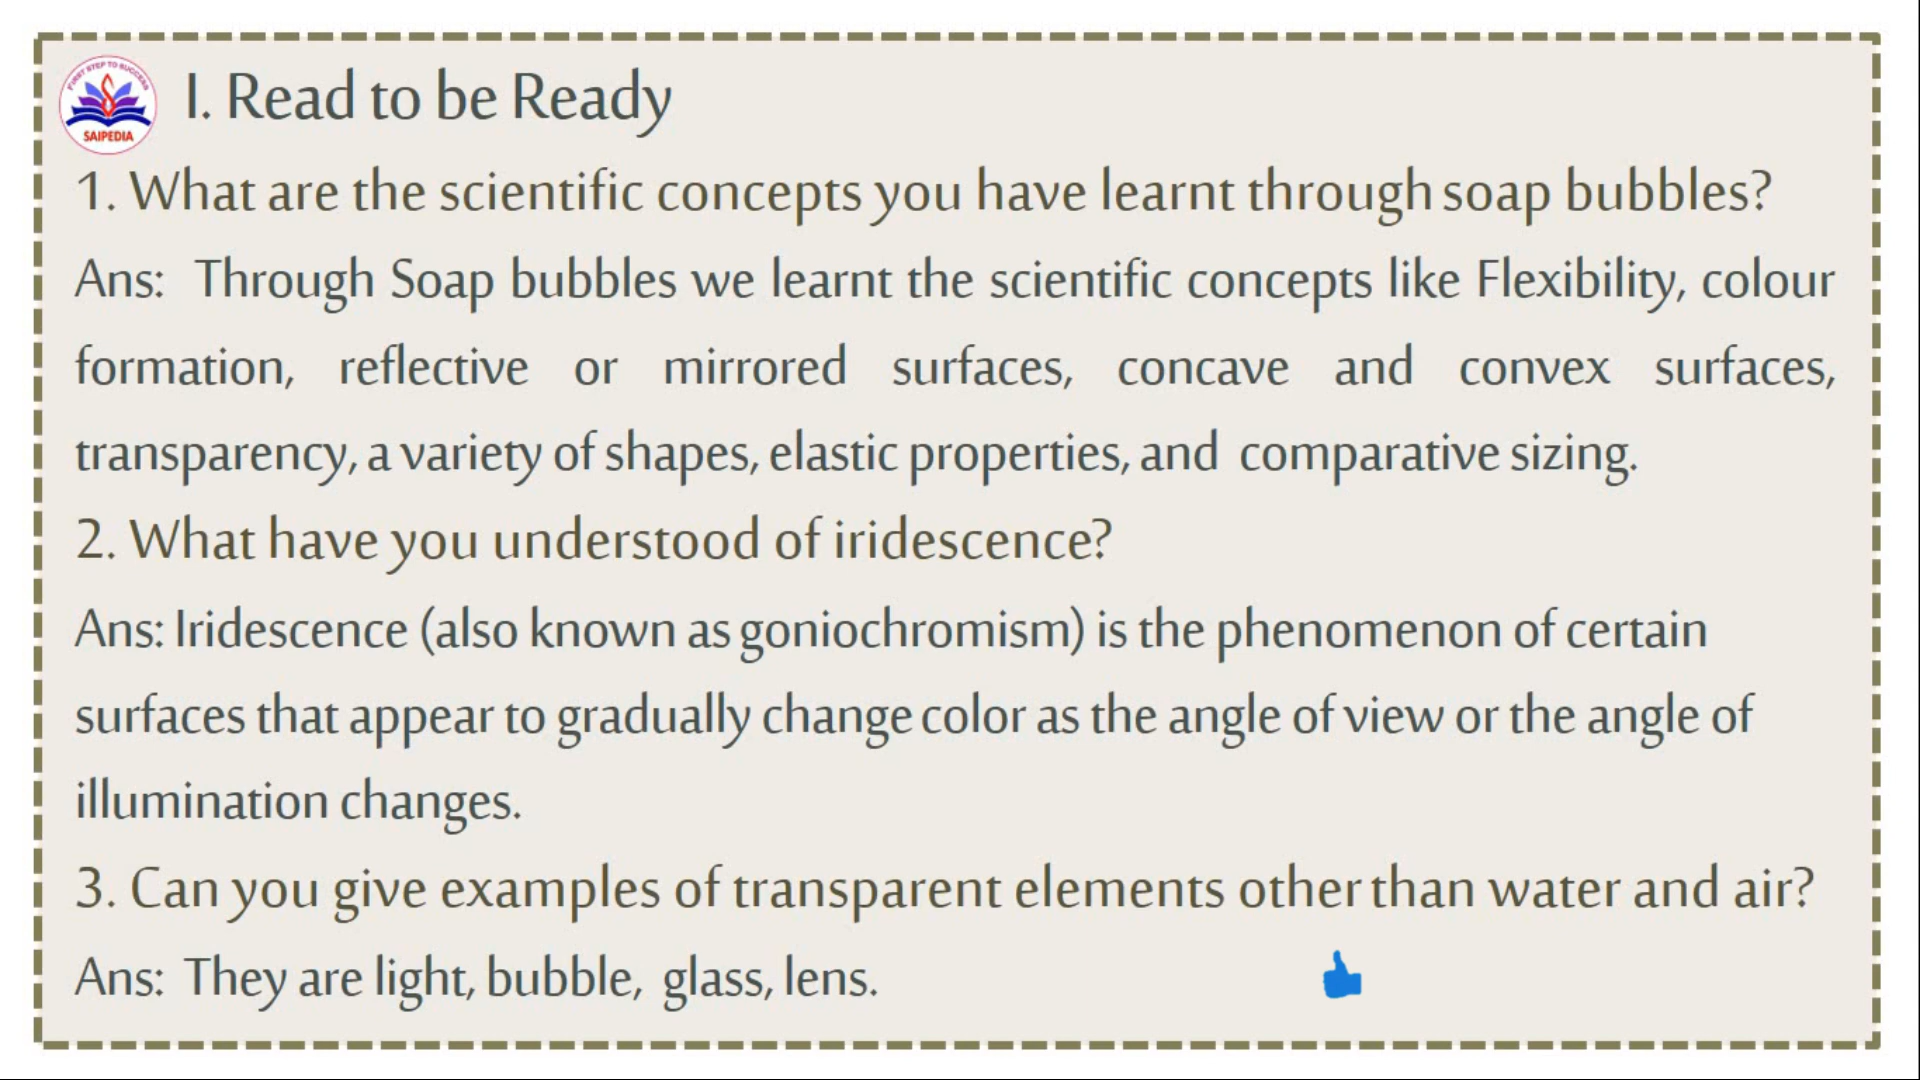 FIRST STEP TO SUCCESS
SAIPEDIA
I. Read to be Ready
1. What are the scientific concepts you have learnt through soap bubbles?
Ans: Through Soap bubbles we learnt the scientific concepts like Flexibility, colour
formation, reflective or mirrored surfaces, concave and convex surfaces,
transparency, a variety of shapes, elastic properties, and comparative sizing.
2. What have you understood of iridescence?
Ans: Iridescence (also known as goniochromism) is the phenomenon of certain
surfaces that appear to gradually change color as the angle of view or the angle of
illumination changes.
3. Can you give examples of transparent elements other than water and air?
Ans: They are light, bubble, glass, lens.